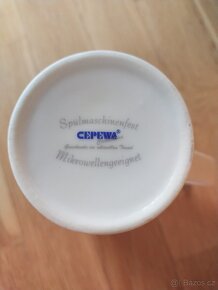 Spülmaschinenfest
CEPEWA®
Mikrowellengeeignet
Bazos.cz